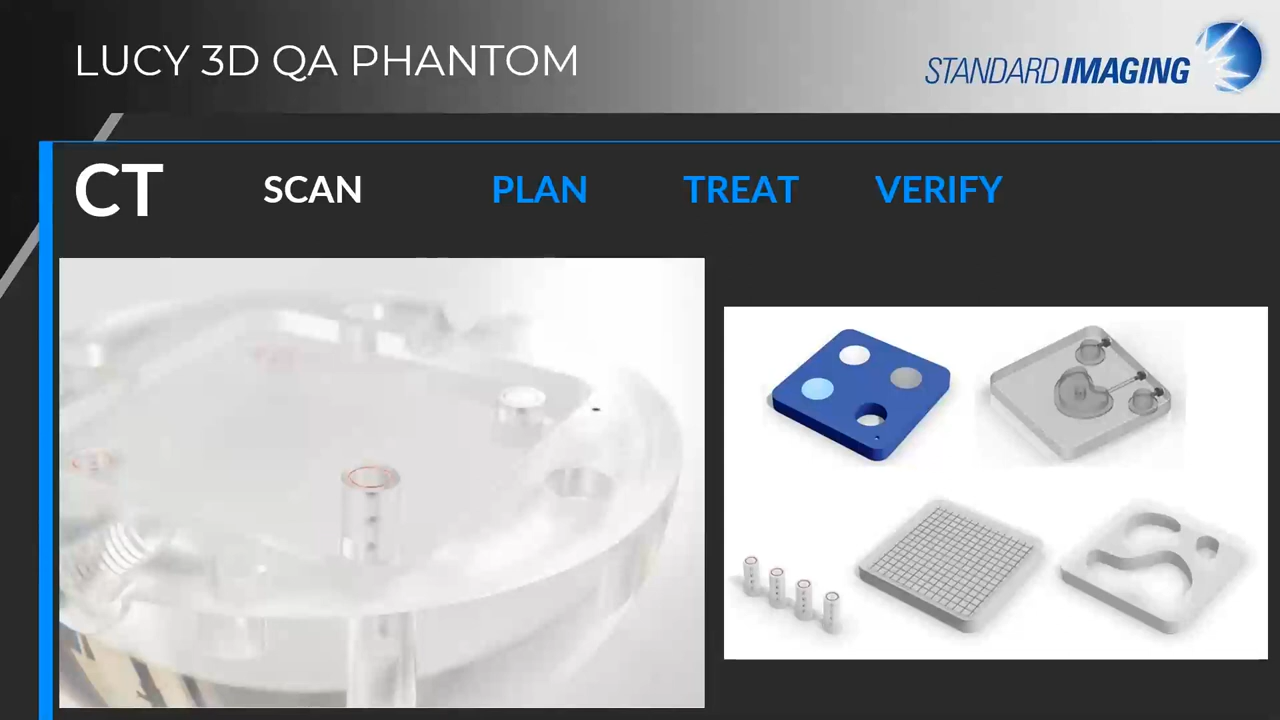 LUCY 3D QA PHANTOM
STANDARD IMAGING
CT
SCAN
PLAN
TREAT
VERIFY